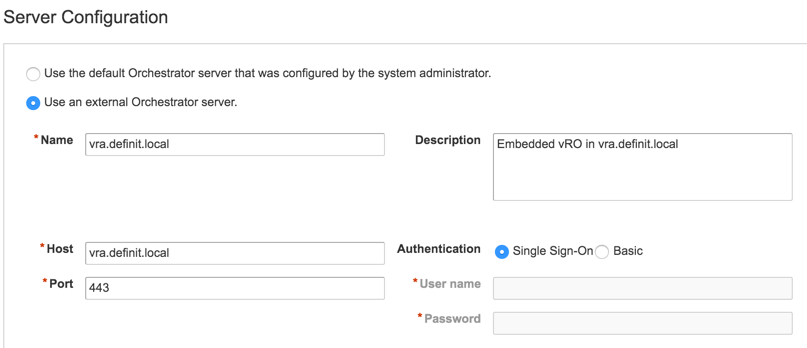 Server Configuration
Use the default Orchestrator server that was configured by the system administrator.
Use an external Orchestrator server.
* Name vra.definit.local Description Embedded vRO in vra.definit.local
* Host vra.definit.local Authentication Single Sign-On Basic
* Port 443 * User name
* Password